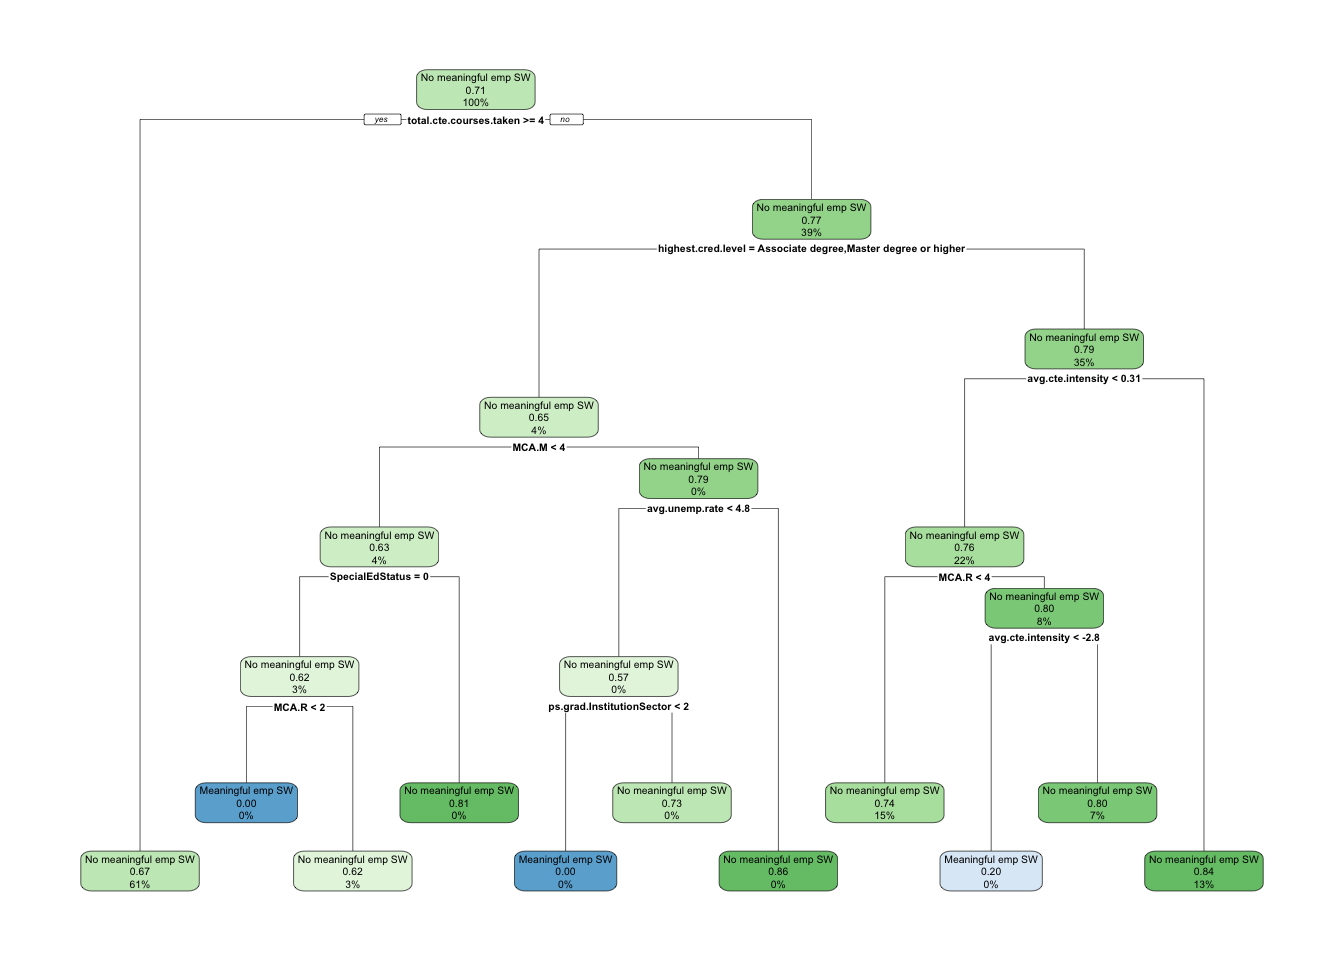 No meaningful emp SW
0.71
100%
yes total.cte.courses.taken >= 4 no
No meaningful emp SW
0.77
39%
highest.cred.level = Associate degree,Master degree or higher
No meaningful emp SW
0.79
35%
avg.cte.intensity < 0.31
No meaningful emp SW
0.65
4%
MCA.M < 4
No meaningful emp SW
0.79
0%
avg.unemp.rate < 4.8
No meaningful emp SW
0.63
4%
SpecialEdStatus = 0
No meaningful emp SW
0.76
22%
MCA.R < 4
No meaningful emp SW
0.80
8%
avg.cte.intensity < -2.8
No meaningful emp SW
0.62
3%
MCA.R < 2
No meaningful emp SW
0.57
0%
ps.grad.InstitutionSector < 2
Meaningful emp SW
0.00
0%
No meaningful emp SW
0.81
0%
No meaningful emp SW
0.73
0%
No meaningful emp SW
0.74
15%
No meaningful emp SW
0.80
7%
No meaningful emp SW
0.67
61%
No meaningful emp SW
0.62
3%
Meaningful emp SW
0.00
0%
No meaningful emp SW
0.86
0%
Meaningful emp SW
0.20
0%
No meaningful emp SW
0.84
13%